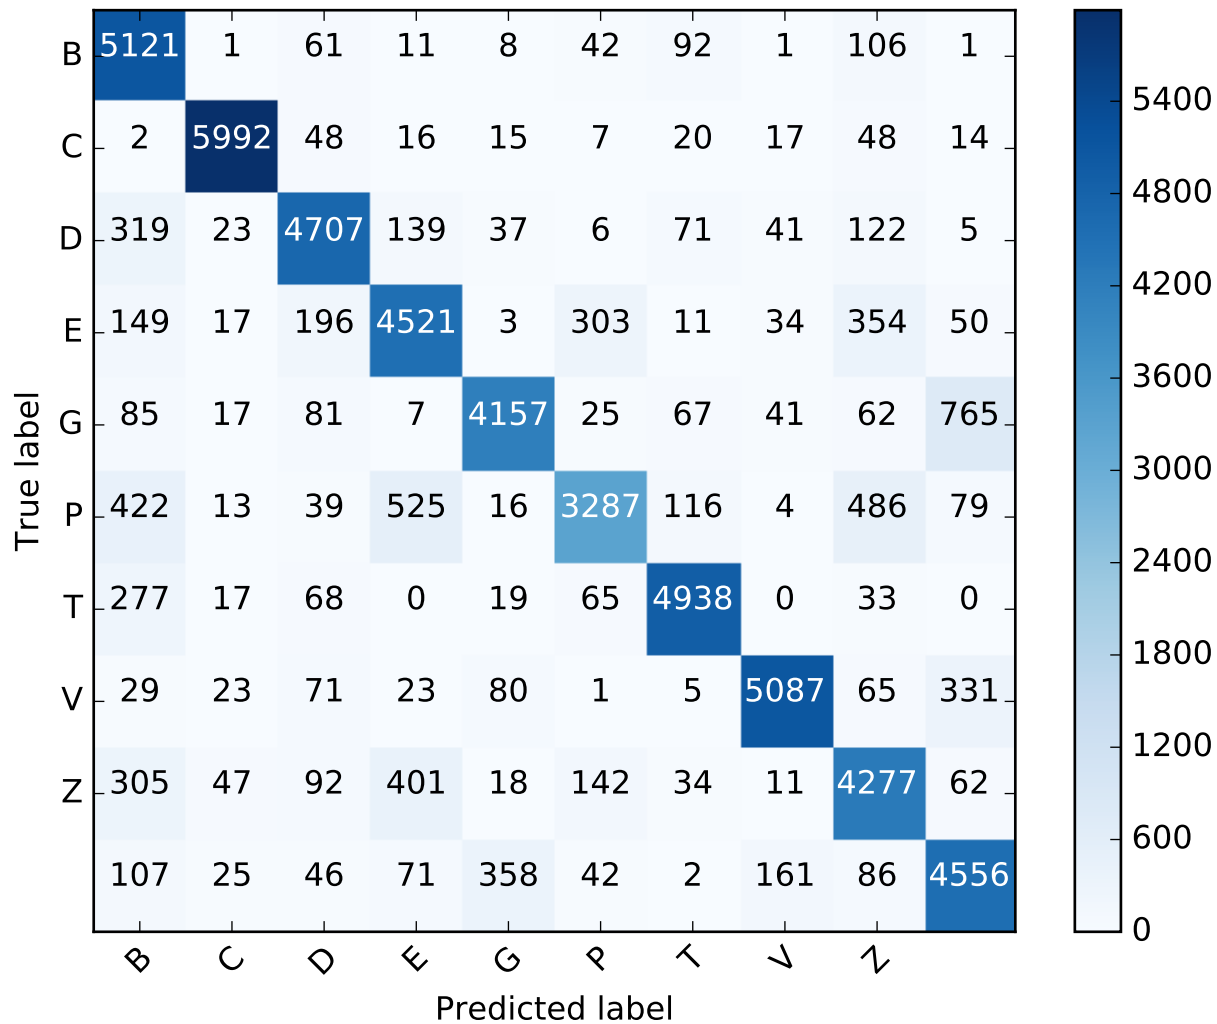 B 5121 1 61 11 8 42 92 1 106 1
C 2 5992 48 16 15 7 20 17 48 14
D 319 23 4707 139 37 6 71 41 122 5
E 149 17 196 4521 3 303 11 34 354 50
G 85 17 81 7 4157 25 67 41 62 765
P 422 13 39 525 16 3287 116 4 486 79
T 277 17 68 0 19 65 4938 0 33 0
V 29 23 71 23 80 1 5 5087 65 331
Z 305 47 92 401 18 142 34 11 4277 62
107 25 46 71 358 42 2 161 86 4556
B C D E G P T V Z
Predicted label
True label
5400
4800
4200
3600
3000
2400
1800
1200
600
0